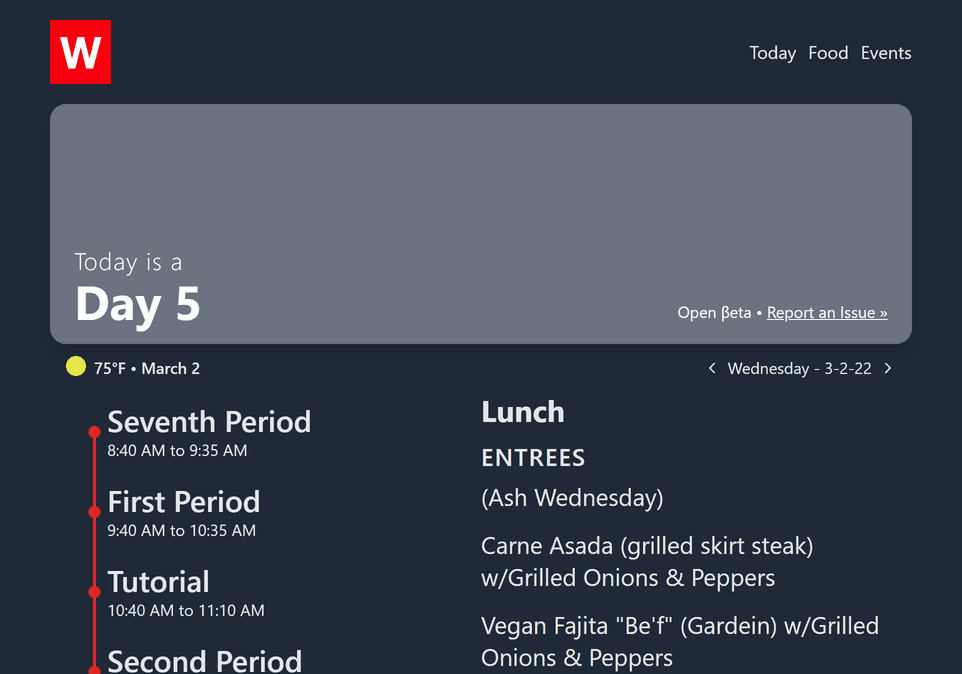 W
Today Food Events
Today is a
Day 5
Open βeta • Report an Issue »
75°F • March 2
Wednesday - 3-2-22
Seventh Period
8:40 AM to 9:35 AM
First Period
9:40 AM to 10:35 AM
Tutorial
10:40 AM to 11:10 AM
Second Period
Lunch
ENTREES
(Ash Wednesday)
Carne Asada (grilled skirt steak)
w/Grilled Onions & Peppers
Vegan Fajita "Be'f" (Gardein) w/Grilled
Onions & Peppers